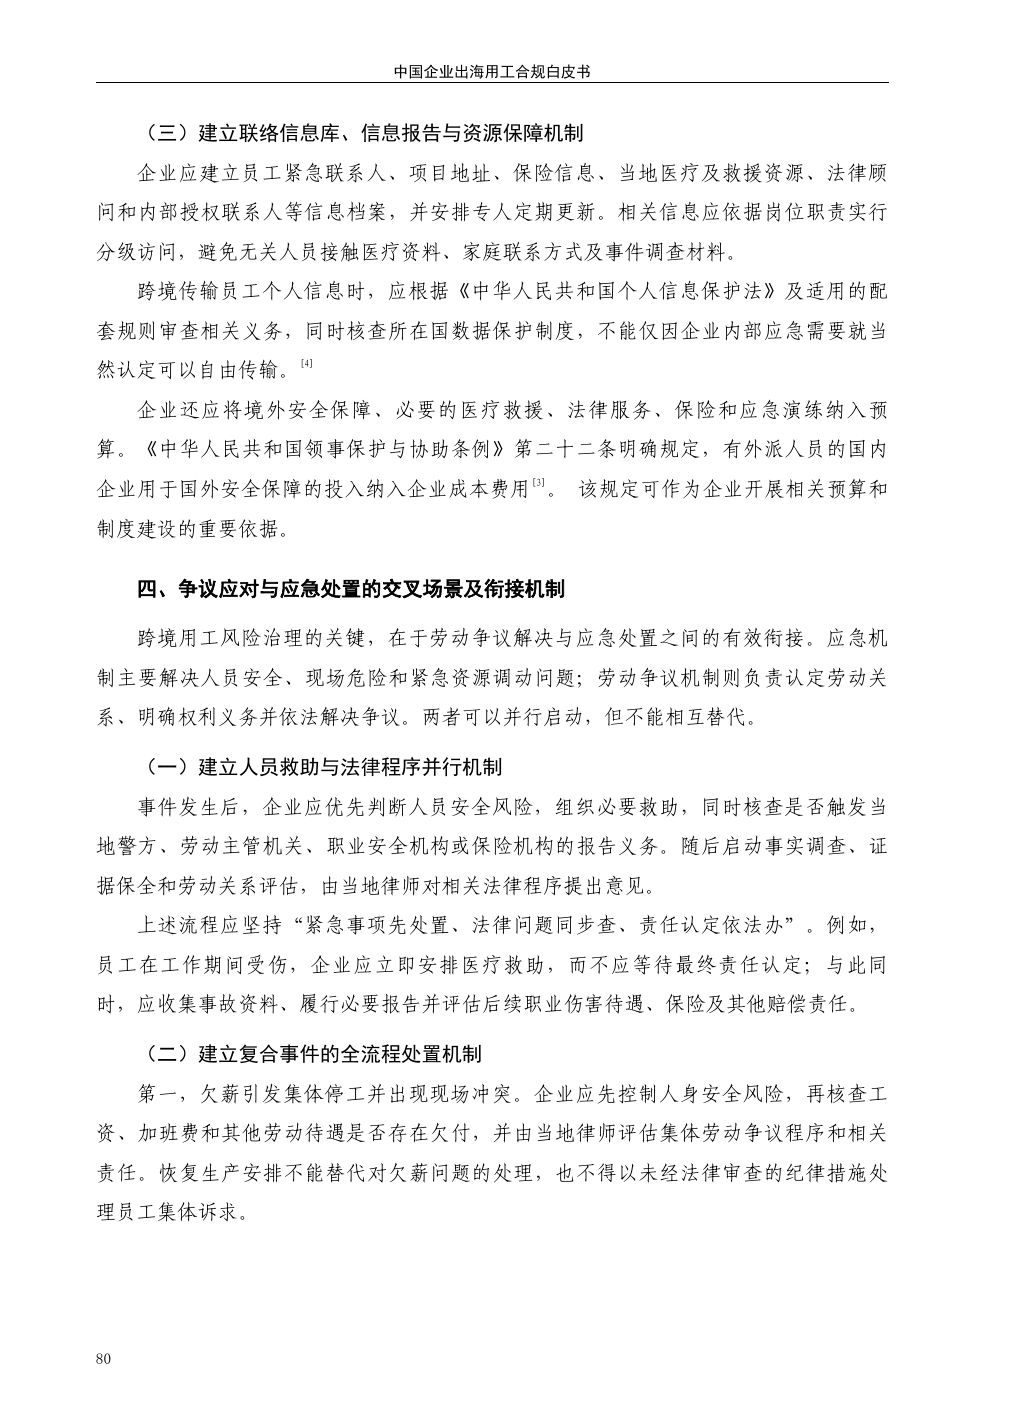 中国企业出海用工合规白皮书
（三）建立联络信息库、信息报告与资源保障机制
企业应建立员工紧急联系人、项目地址、保险信息、当地医疗及救援资源、法律顾
问和内部授权联系人等信息档案，并安排专人定期更新。相关信息应依据岗位职责实行
分级访问，避免无关人员接触医疗资料、家庭联系方式及事件调查材料。
跨境传输员工个人信息时，应根据《中华人民共和国个人信息保护法》及适用的配
套规则审查相关义务，同时核查所在国数据保护制度，不能仅因企业内部应急需要就当
然认定可以自由传输。[4]
企业还应将境外安全保障、必要的医疗救援、法律服务、保险和应急演练纳入预
算。《中华人民共和国领事保护与协助条例》第二十二条明确规定，有外派人员的国内
企业用于国外安全保障的投入纳入企业成本费用[3]。 该规定可作为企业开展相关预算和
制度建设的重要依据。
四、争议应对与应急处置的交叉场景及衔接机制
跨境用工风险治理的关键，在于劳动争议解决与应急处置之间的有效衔接。应急机
制主要解决人员安全、现场危险和紧急资源调动问题；劳动争议机制则负责认定劳动关
系、明确权利义务并依法解决争议。两者可以并行启动，但不能相互替代。
（一）建立人员救助与法律程序并行机制
事件发生后，企业应优先判断人员安全风险，组织必要救助，同时核查是否触发当
地警方、劳动主管机关、职业安全机构或保险机构的报告义务。随后启动事实调查、证
据保全和劳动关系评估，由当地律师对相关法律程序提出意见。
上述流程应坚持“紧急事项先处置、法律问题同步查、责任认定依法办”。例如，
员工在工作期间受伤，企业应立即安排医疗救助，而不应等待最终责任认定；与此同
时，应收集事故资料、履行必要报告并评估后续职业伤害待遇、保险及其他赔偿责任。
（二）建立复合事件的全流程处置机制
第一，欠薪引发集体停工并出现现场冲突。企业应先控制人身安全风险，再核查工
资、加班费和其他劳动待遇是否存在欠付，并由当地律师评估集体劳动争议程序和相关
责任。恢复生产安排不能替代对欠薪问题的处理，也不得以未经法律审查的纪律措施处
理员工集体诉求。
80